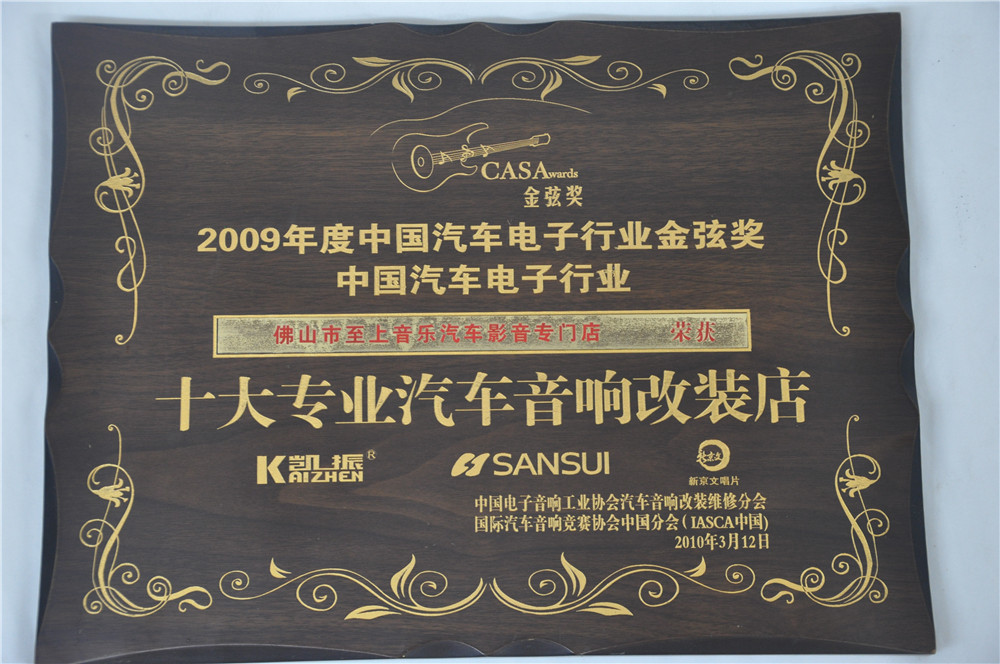 CASAwards
金弦奖
2009年度中国汽车电子行业金弦奖
中国汽车电子行业
佛山市至上音乐汽车影音专门店 荣获
十大专业汽车音响改装店
K凯振®
AIZHEN
SANSUI
新京文
新京文唱片
中国电子音响工业协会汽车音响改装维修分会
国际汽车音响竞赛协会中国分会(IASCA中国)
2010年3月12日